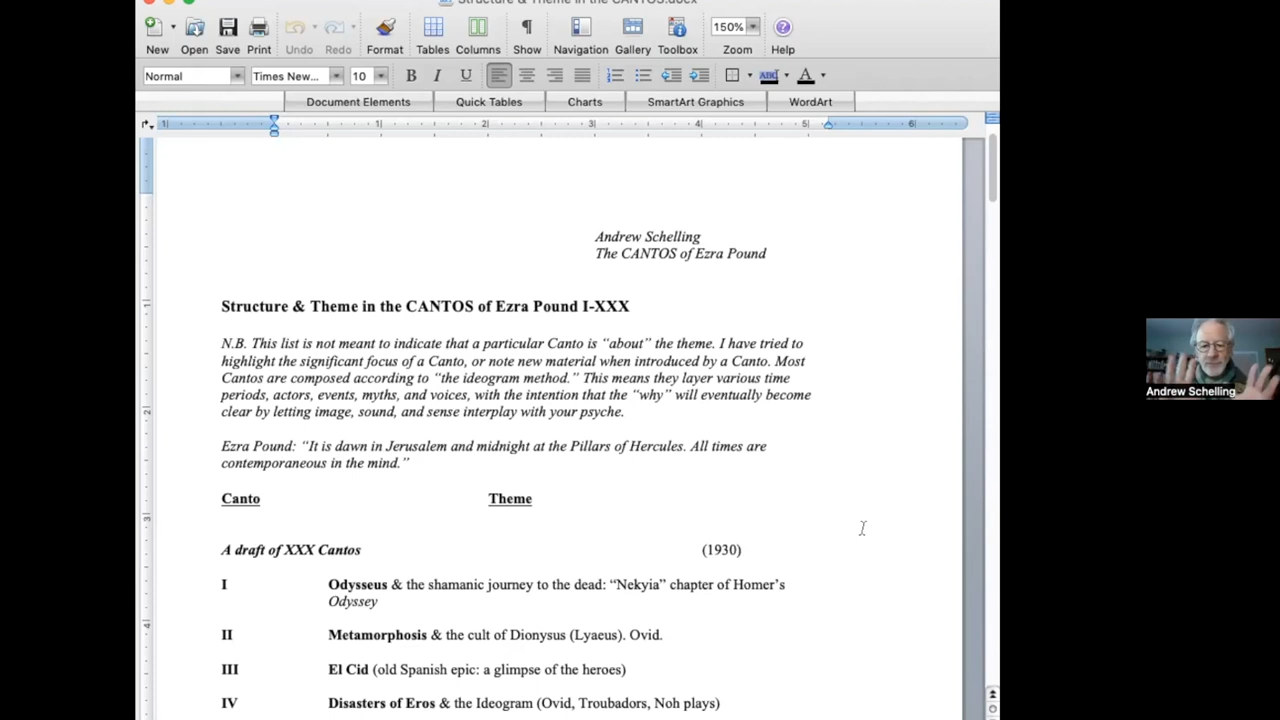 Structure & Theme in the CANTOS.docx
New Open Save Print Undo Redo Format Tables Columns Show Navigation Gallery Toolbox 150% Zoom Help
Normal Times New... 10 B I U ABC A
Document Elements Quick Tables Charts SmartArt Graphics WordArt
1 1 2 3 4 5 6
Andrew Schelling
The CANTOS of Ezra Pound
Structure & Theme in the CANTOS of Ezra Pound I-XXX
N.B. This list is not meant to indicate that a particular Canto is “about” the theme. I have tried to
highlight the significant focus of a Canto, or note new material when introduced by a Canto. Most
Cantos are composed according to “the ideogram method.” This means they layer various time
periods, actors, events, myths, and voices, with the intention that the “why” will eventually become
clear by letting image, sound, and sense interplay with your psyche.
Ezra Pound: “It is dawn in Jerusalem and midnight at the Pillars of Hercules. All times are
contemporaneous in the mind.”
Canto Theme
A draft of XXX Cantos (1930)
I Odysseus & the shamanic journey to the dead: “Nekyia” chapter of Homer’s
Odyssey
II Metamorphosis & the cult of Dionysus (Lyaeus). Ovid.
III El Cid (old Spanish epic: a glimpse of the heroes)
IV Disasters of Eros & the Ideogram (Ovid, Troubadors, Noh plays)
Andrew Schelling